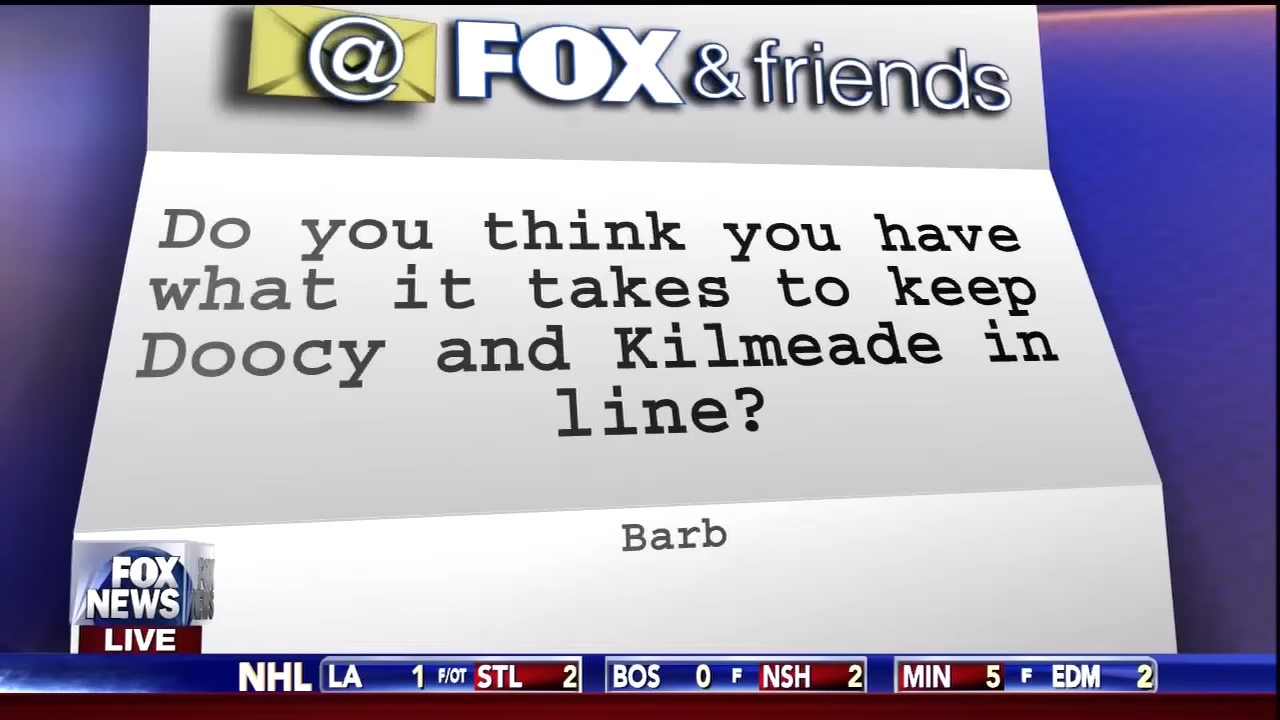 @ FOX & friends
Do you think you have
what it takes to keep
Doocy and Kilmeade in
line?
Barb
FOX
NEWS
LIVE
NHL LA 1 F/OT STL 2 BOS 0 F NSH 2 MIN 5 F EDM 2